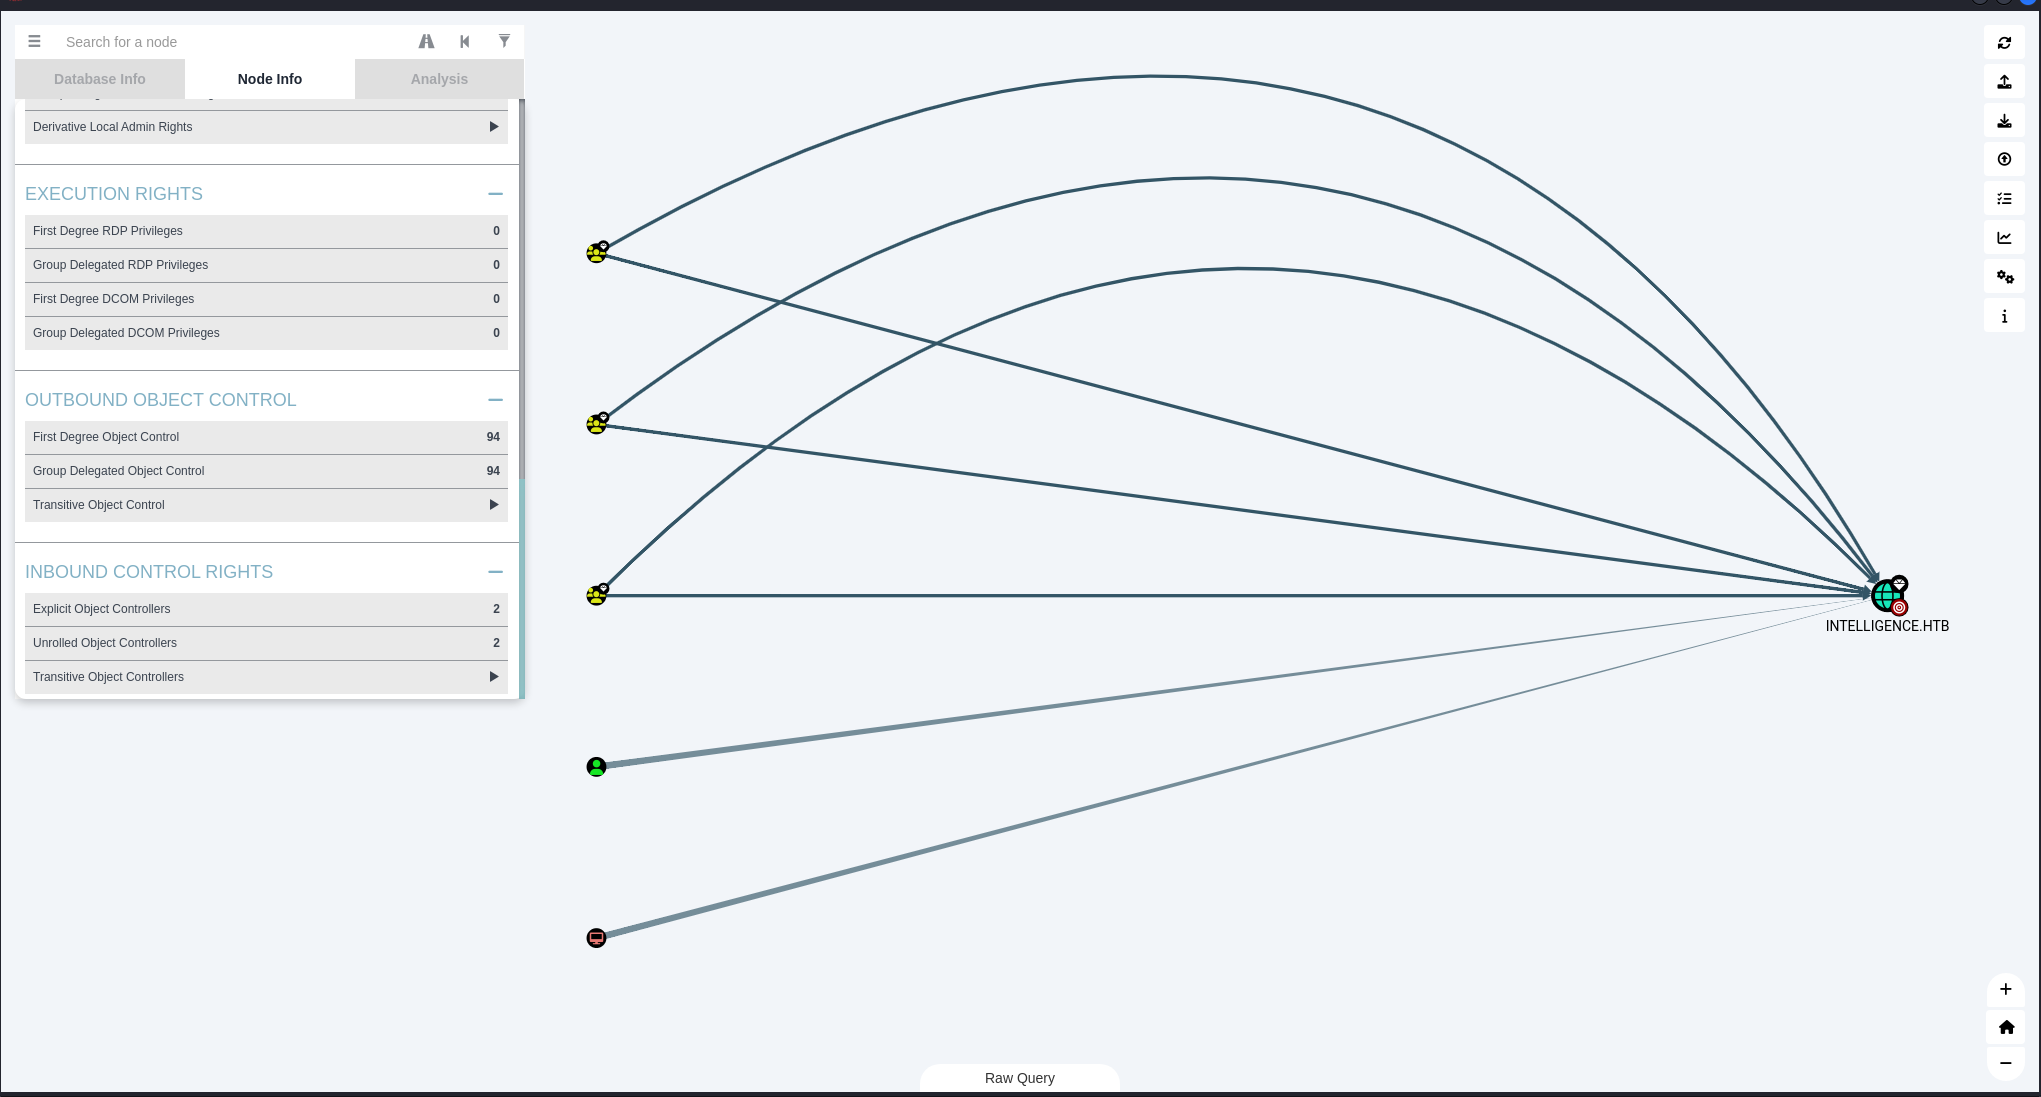 Search for a node
Database Info
Node Info
Analysis
Derivative Local Admin Rights
EXECUTION RIGHTS
First Degree RDP Privileges 0
Group Delegated RDP Privileges 0
First Degree DCOM Privileges 0
Group Delegated DCOM Privileges 0
OUTBOUND OBJECT CONTROL
First Degree Object Control 94
Group Delegated Object Control 94
Transitive Object Control
INBOUND CONTROL RIGHTS
Explicit Object Controllers 2
Unrolled Object Controllers 2
Transitive Object Controllers
INTELLIGENCE.HTB
Raw Query